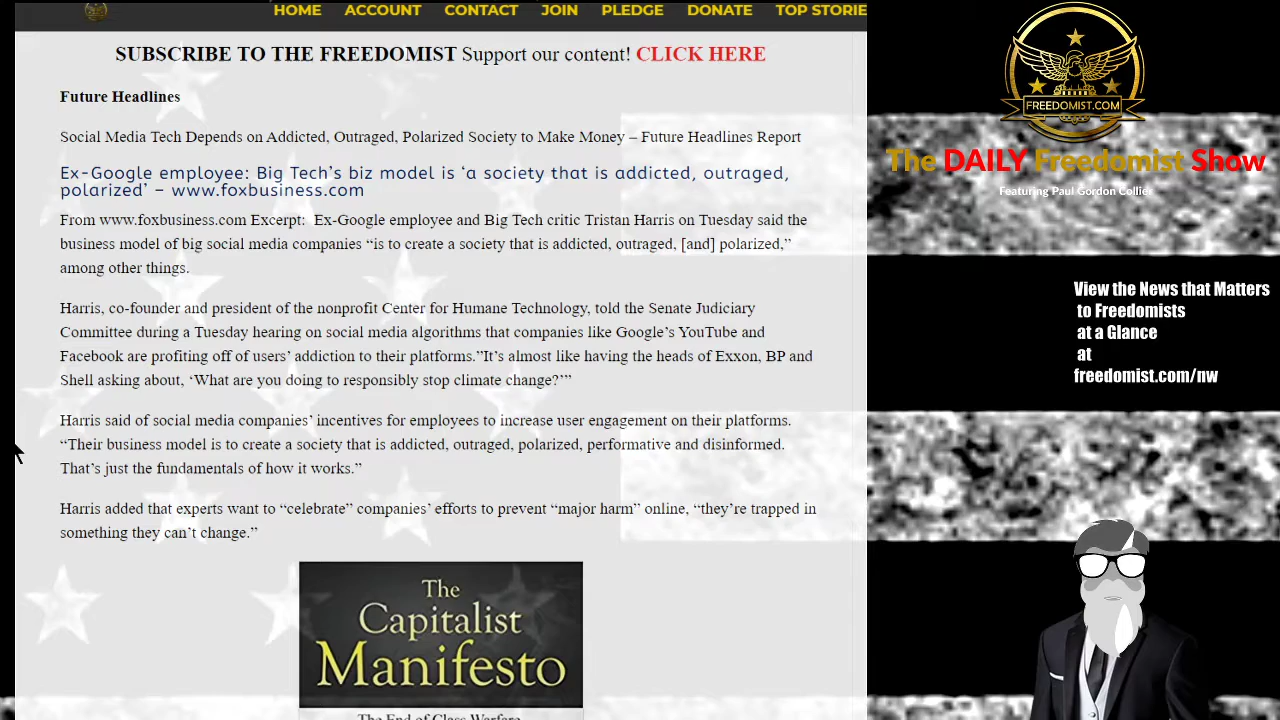 HOME ACCOUNT CONTACT JOIN PLEDGE DONATE TOP STORIE
SUBSCRIBE TO THE FREEDOMIST Support our content! CLICK HERE
Future Headlines
Social Media Tech Depends on Addicted, Outraged, Polarized Society to Make Money – Future Headlines Report
Ex-Google employee: Big Tech’s biz model is ‘a society that is addicted, outraged,
polarized’ – www.foxbusiness.com
From www.foxbusiness.com Excerpt:  Ex-Google employee and Big Tech critic Tristan Harris on Tuesday said the
business model of big social media companies “is to create a society that is addicted, outraged, [and] polarized,”
among other things.
Harris, co-founder and president of the nonprofit Center for Humane Technology, told the Senate Judiciary
Committee during a Tuesday hearing on social media algorithms that companies like Google’s YouTube and
Facebook are profiting off of users’ addiction to their platforms.”It’s almost like having the heads of Exxon, BP and
Shell asking about, ‘What are you doing to responsibly stop climate change?’”
Harris said of social media companies’ incentives for employees to increase user engagement on their platforms.
“Their business model is to create a society that is addicted, outraged, polarized, performative and disinformed.
That’s just the fundamentals of how it works.”
Harris added that experts want to “celebrate” companies’ efforts to prevent “major harm” online, “they’re trapped in
something they can’t change.”
The
Capitalist
Manifesto
The End of Class Warfare
FREEDOMIST.COM
The DAILY Freedomist Show
Featuring Paul Gordon Collier
View the News that Matters
to Freedomists
at a Glance
at
freedomist.com/nw